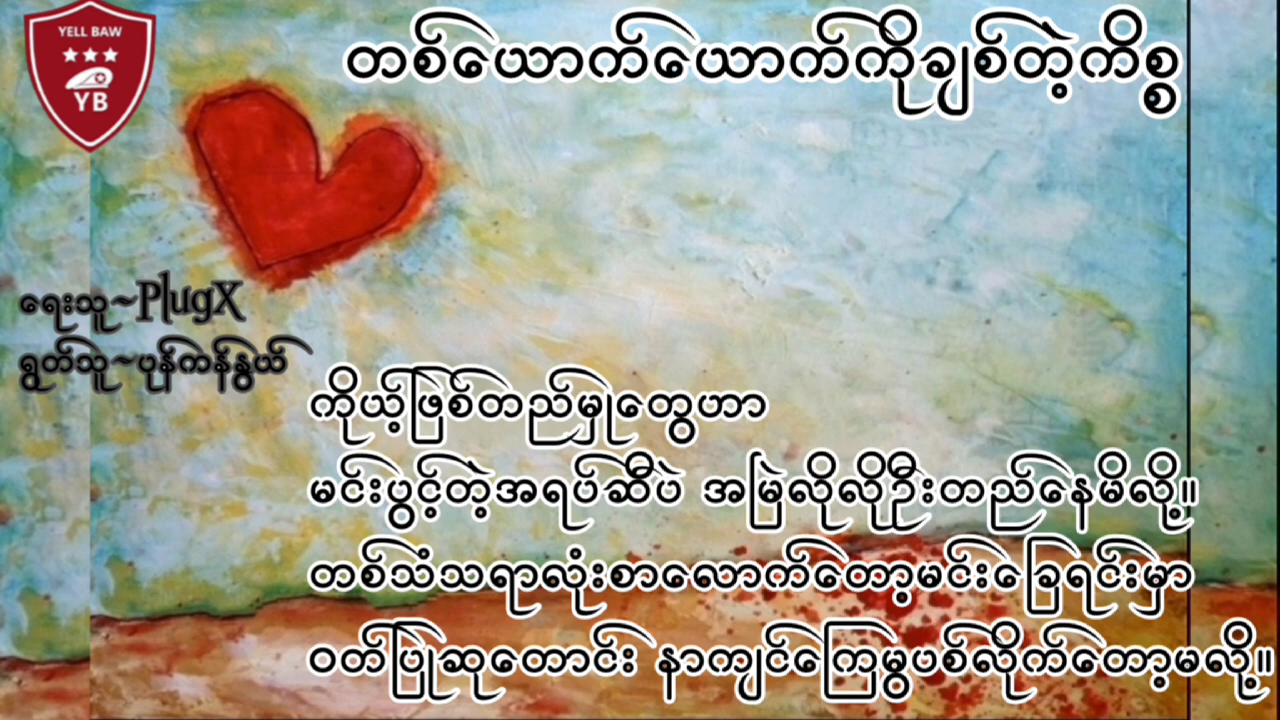 YELL BAW
YB
တစ်ယောက်ယောက်ကိုချစ်တဲ့ကိစ္စ
ရေးသူ~PlugX
ရွတ်သူ~ပုန်ကန်နွယ်
ကိုယ့်ဖြစ်တည်မှုတွေဟာ
မင်းပွင့်တဲ့အရပ်ဆီပဲ အမြဲလိုလိုဦးတည်နေမိလို့။
တစ်သံသရာလုံးစာလောက်တော့မင်းခြေရင်းမှာ
ဝတ်ပြုဆုတောင်း နာကျင်ကြေမွပစ်လိုက်တော့မလို့။